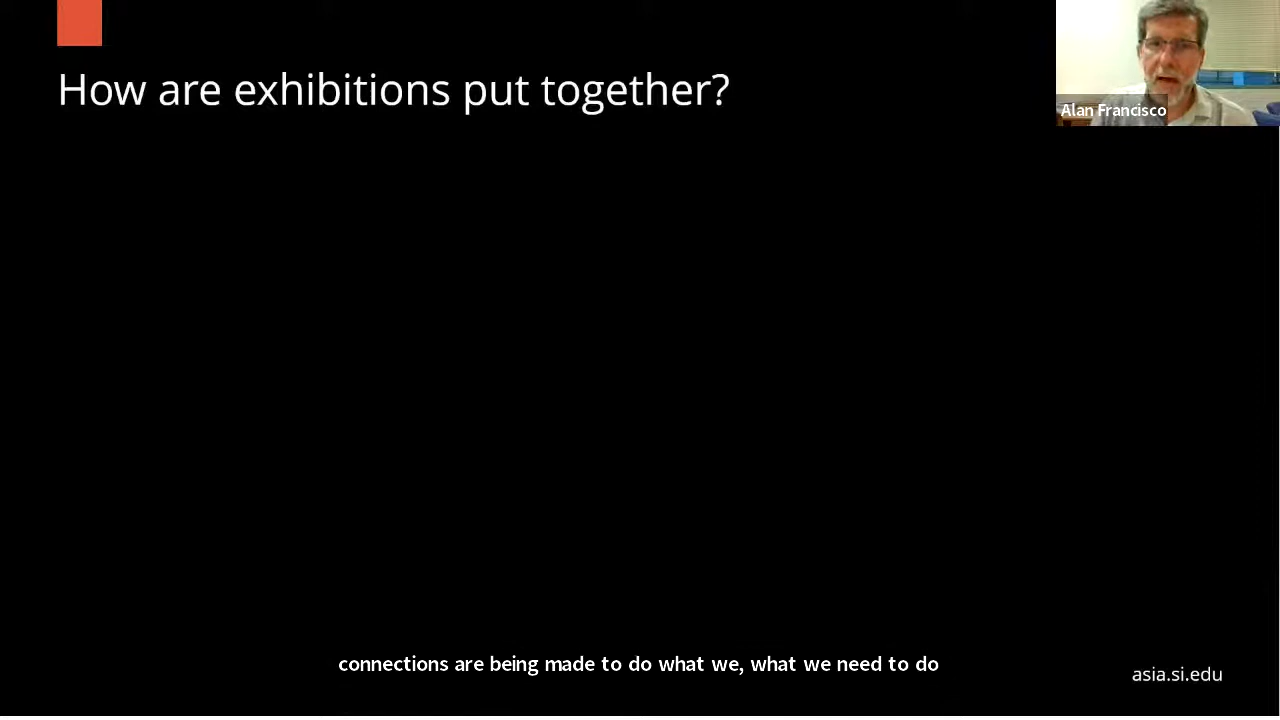 How are exhibitions put together?
Alan Francisco
connections are being made to do what we, what we need to do
asia.si.edu